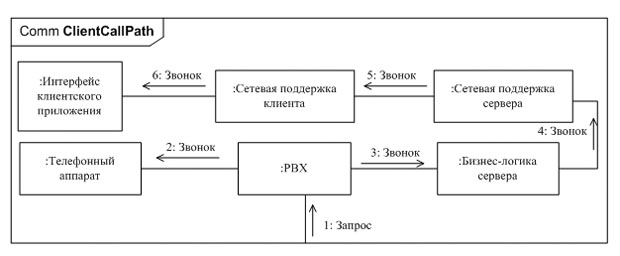 Comm ClientCallPath
:Интерфейс
клиентского
приложения
6: Звонок
:Сетевая поддержка
клиента
5: Звонок
:Сетевая поддержка
сервера
4: Звонок
:Телефонный
аппарат
2: Звонок
:PBX
3: Звонок
:Бизнес-логика
сервера
1: Запрос